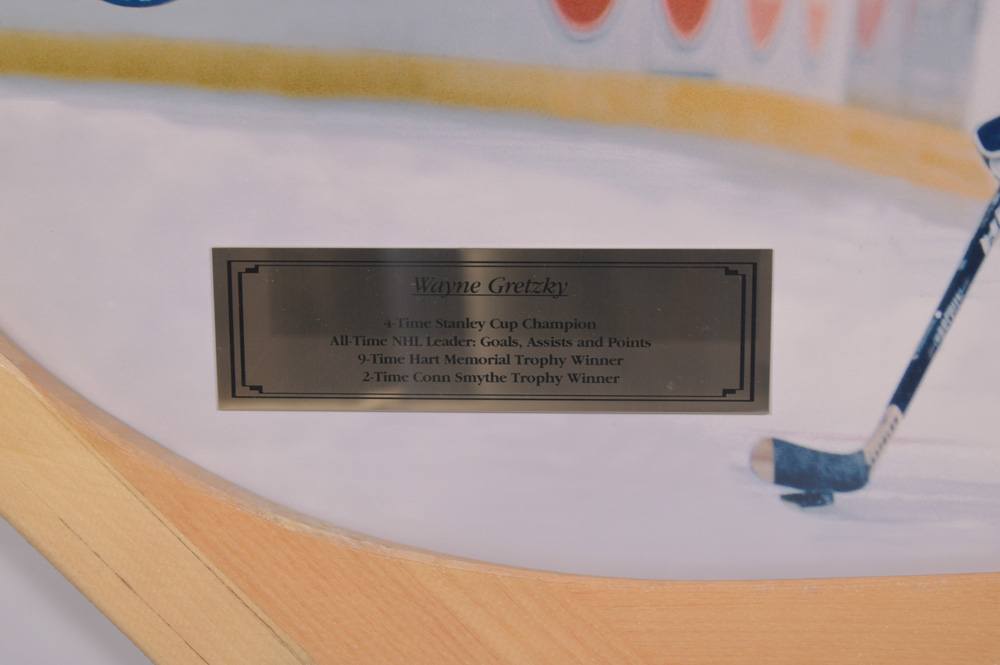 Wayne Gretzky
4-Time Stanley Cup Champion
All-Time NHL Leader: Goals, Assists and Points
9-Time Hart Memorial Trophy Winner
2-Time Conn Smythe Trophy Winner